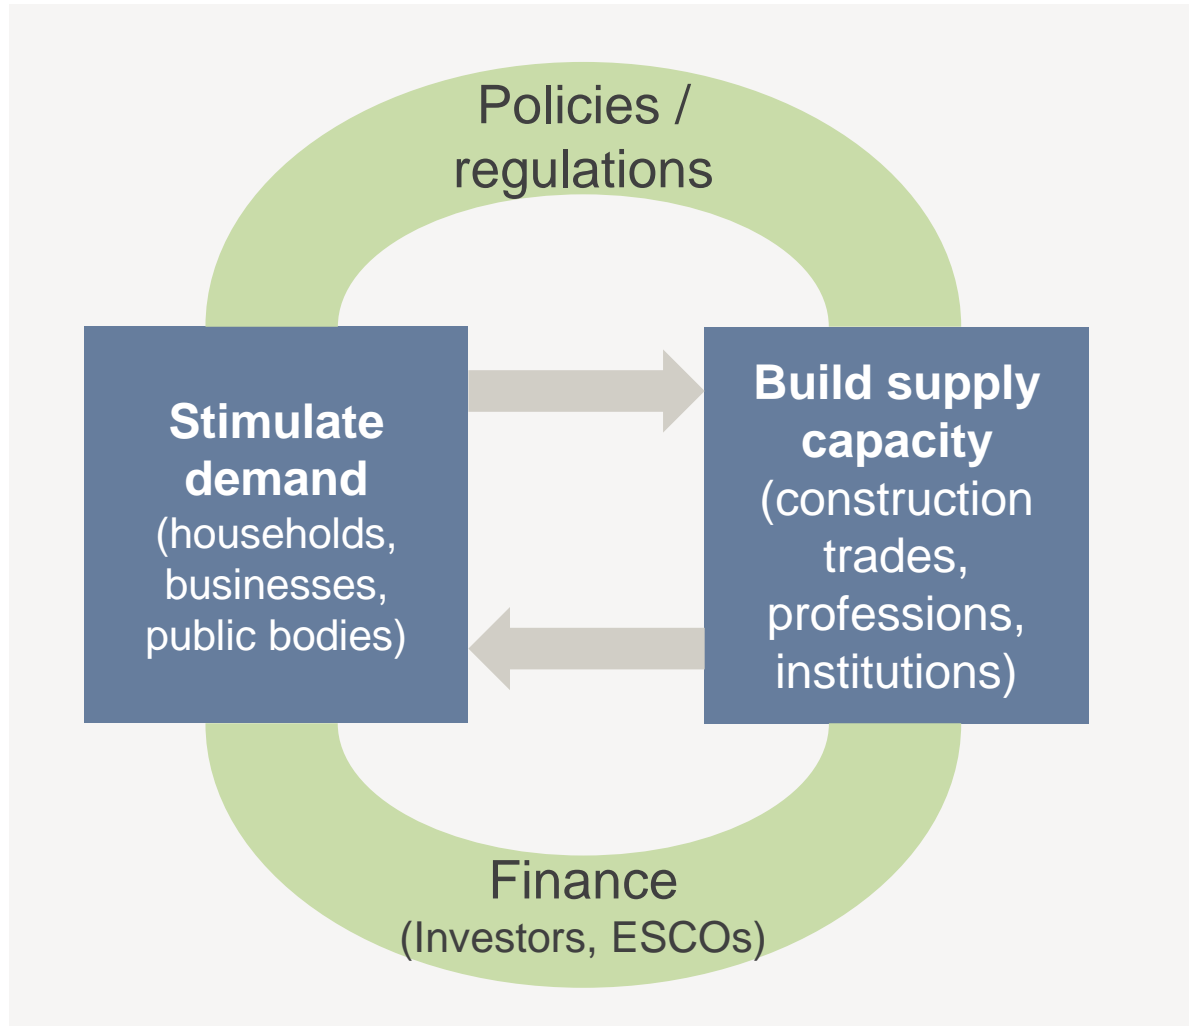 Policies /
regulations
Stimulate
demand
(households,
businesses,
public bodies)
Build supply
capacity
(construction
trades,
professions,
institutions)
Finance
(Investors, ESCOs)